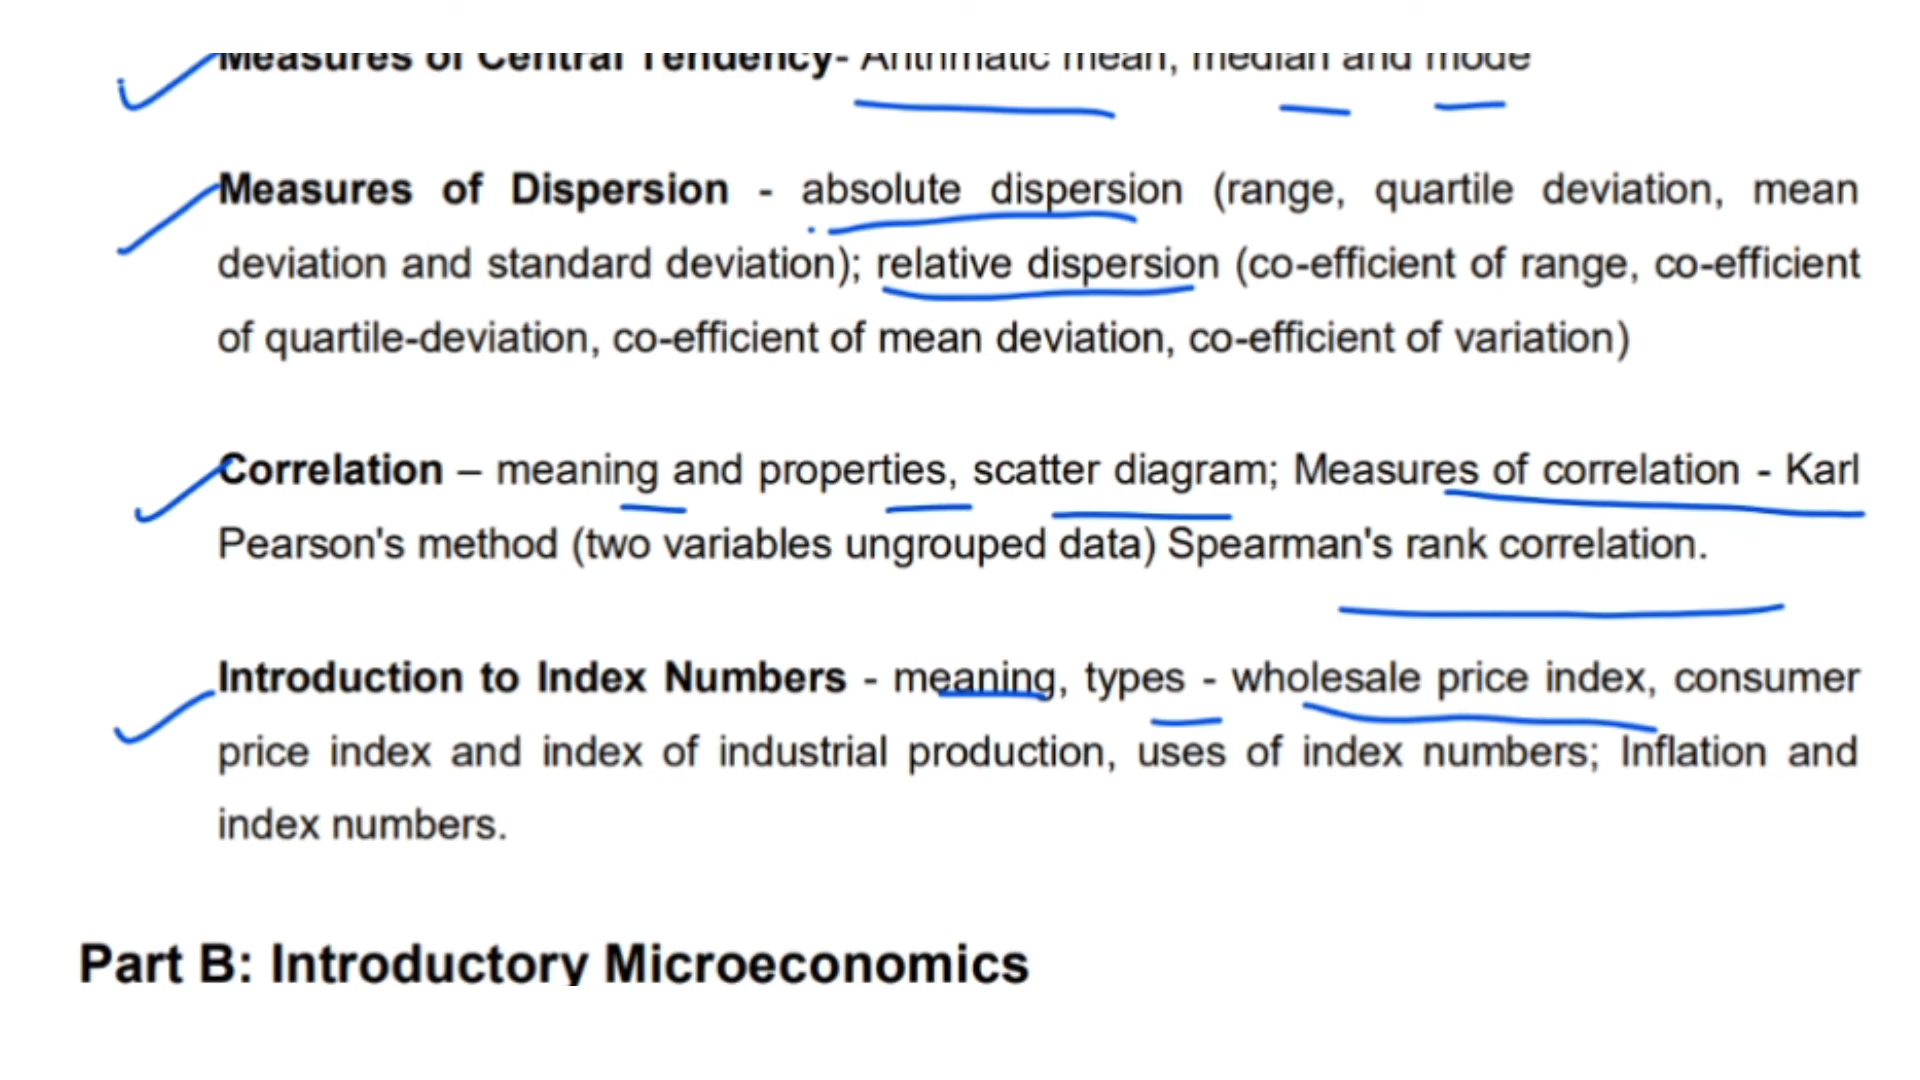 Measures of Central Tendency- Arithmatic mean, median and mode
Measures of Dispersion - absolute dispersion (range, quartile deviation, mean
deviation and standard deviation); relative dispersion (co-efficient of range, co-efficient
of quartile-deviation, co-efficient of mean deviation, co-efficient of variation)
Correlation – meaning and properties, scatter diagram; Measures of correlation - Karl
Pearson's method (two variables ungrouped data) Spearman's rank correlation.
Introduction to Index Numbers - meaning, types - wholesale price index, consumer
price index and index of industrial production, uses of index numbers; Inflation and
index numbers.
Part B: Introductory Microeconomics